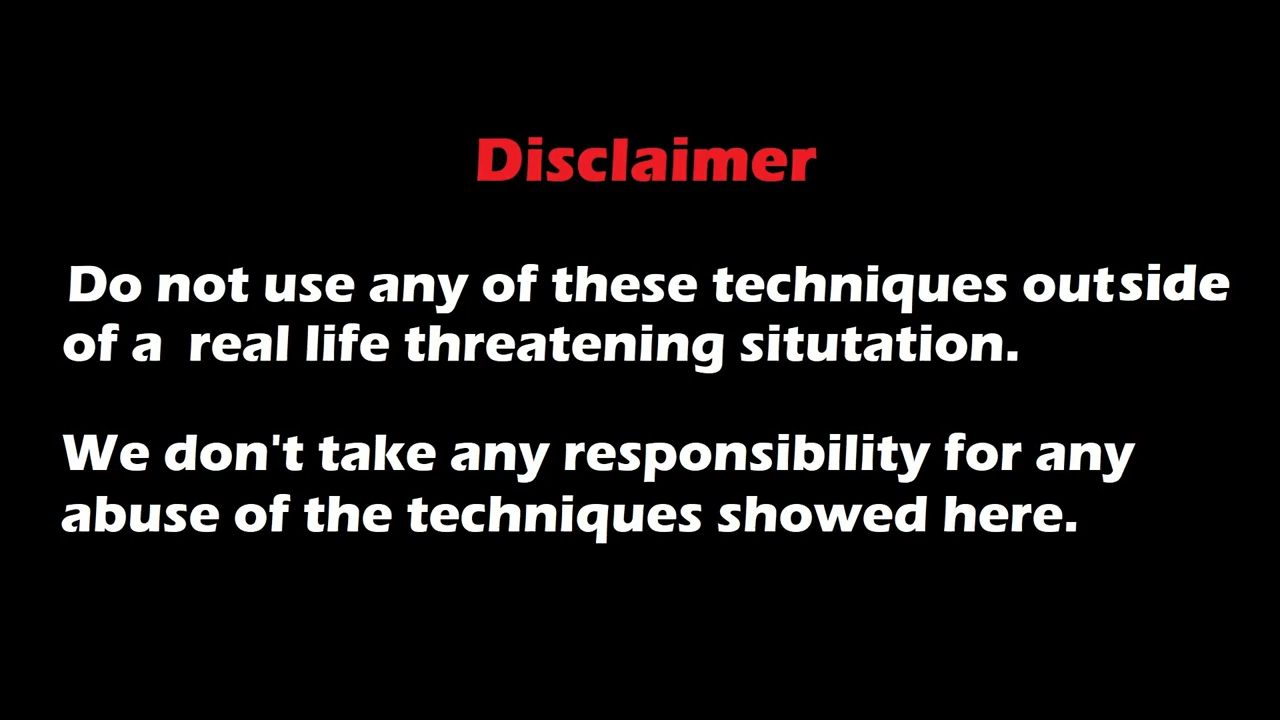 Disclaimer
Do not use any of these techniques outside
of a real life threatening situtation.
We don't take any responsibility for any
abuse of the techniques showed here.